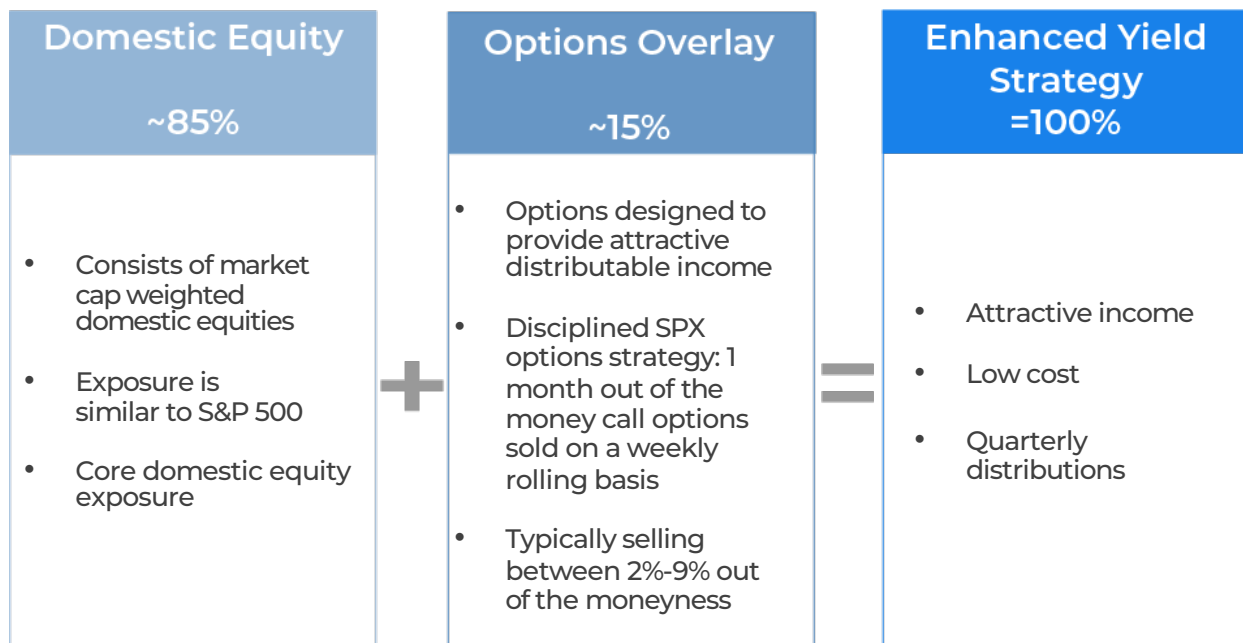 Domestic Equity
~85%
• Consists of market
cap weighted
domestic equities
• Exposure is
similar to S&P 500
• Core domestic equity
exposure
+
Options Overlay
~15%
• Options designed to
provide attractive
distributable income
• Disciplined SPX
options strategy: 1
month out of the
money call options
sold on a weekly
rolling basis
• Typically selling
between 2%-9% out
of the moneyness
=
Enhanced Yield
Strategy
=100%
• Attractive income
• Low cost
• Quarterly
distributions